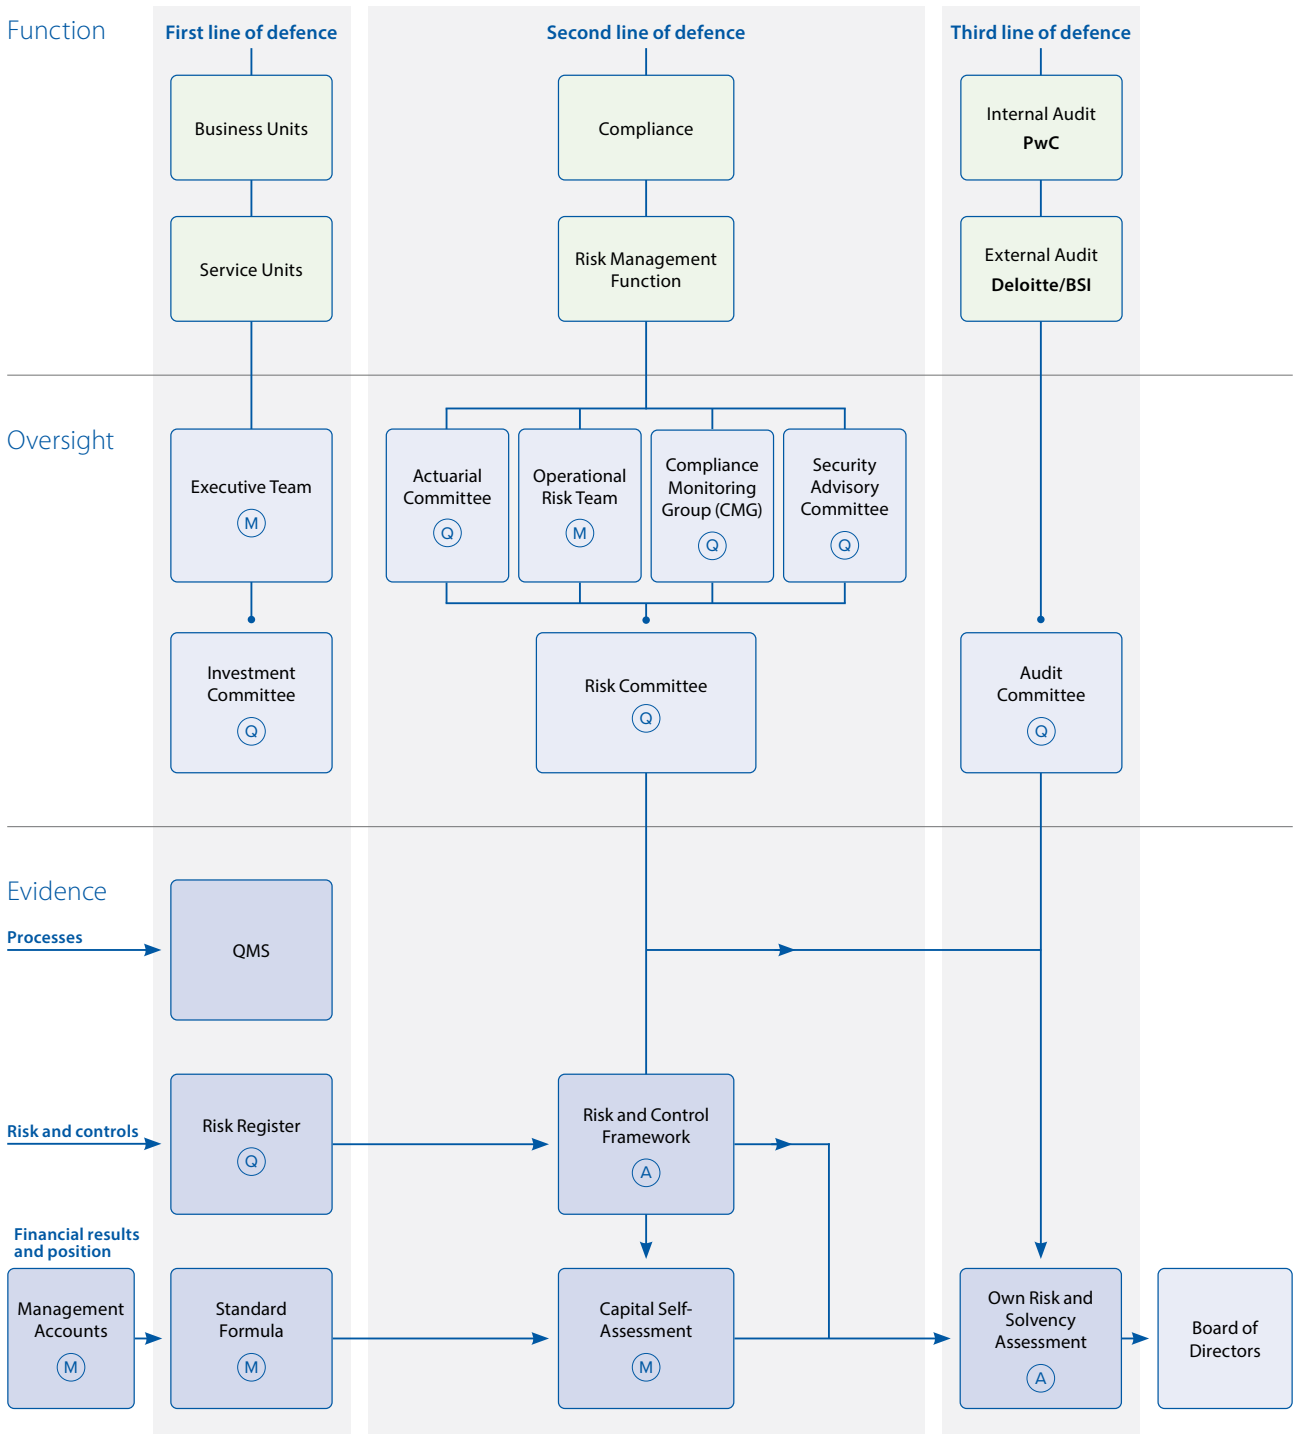 Function
First line of defence
Second line of defence
Third line of defence
Business Units
Compliance
Internal Audit
PwC
Service Units
Risk Management
Function
External Audit
Deloitte/BSI
Oversight
Executive Team
M
Actuarial
Committee
Q
Operational
Risk Team
M
Compliance
Monitoring
Group (CMG)
Q
Security
Advisory
Committee
Q
Investment
Committee
Q
Risk Committee
Q
Audit
Committee
Q
Evidence
Processes
QMS
Risk and controls
Risk Register
Q
Risk and Control
Framework
A
Financial results
and position
Management
Accounts
M
Standard
Formula
M
Capital Self-
Assessment
M
Own Risk and
Solvency
Assessment
A
Board of
Directors